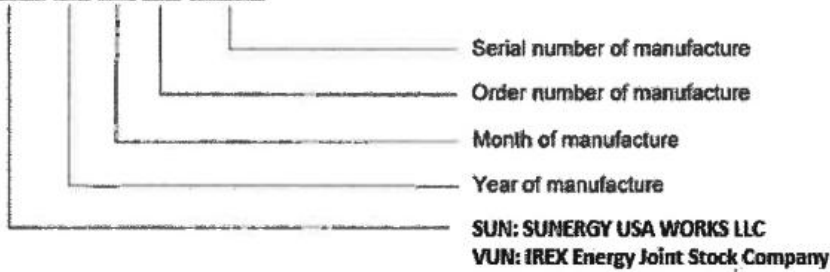 Serial number of manufacture
Order number of manufacture
Month of manufacture
Year of manufacture
SUN: SUNERGY USA WORKS LLC
VUN: IREX Energy Joint Stock Company